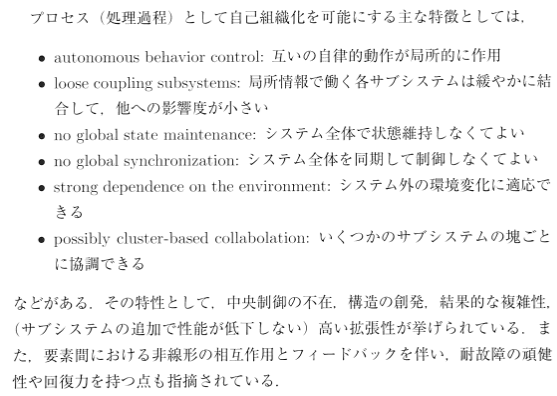 プロセス（処理過程）として自己組織化を可能にする主な特徴としては，
• autonomous behavior control: 互いの自律的動作が局所的に作用
• loose coupling subsystems: 局所情報で働く各サブシステムは緩やかに結
合して，他への影響度が小さい
• no global state maintenance: システム全体で状態維持しなくてよい
• no global synchronization: システム全体を同期して制御しなくてよい
• strong dependence on the environment: システム外の環境変化に適応で
きる
• possibly cluster-based collabolation: いくつかのサブシステムの塊ごと
に協調できる
などがある．その特性として，中央制御の不在，構造の創発，結果的な複雑性，
（サブシステムの追加で性能が低下しない）高い拡張性が挙げられている．ま
た，要素間における非線形の相互作用とフィードバックを伴い，耐故障の頑健
性や回復力を持つ点も指摘されている．